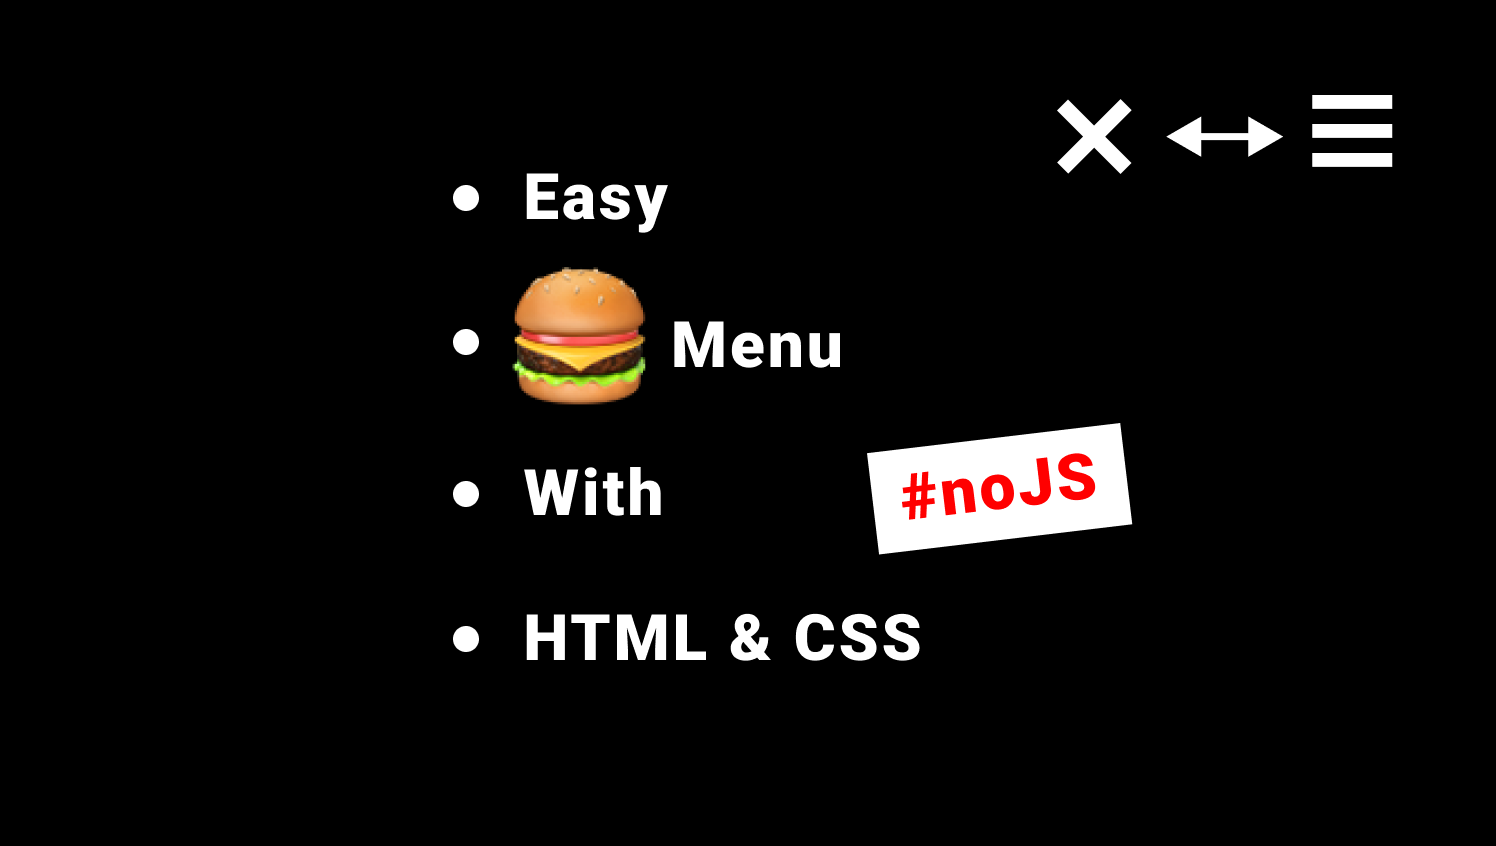 • Easy
• 🍔 Menu
• With
#noJS
• HTML & CSS